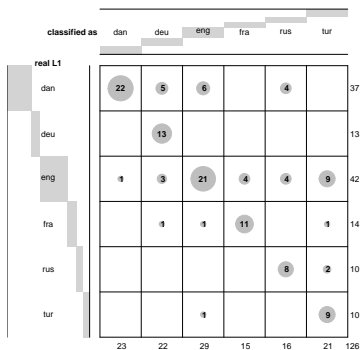 classified as dan deu eng fra rus tur
real L1
dan 22 5 6 4 37
deu 13 13
eng 1 3 21 4 4 9 42
fra 1 1 11 1 14
rus 8 2 10
tur 1 9 10
23 22 29 15 16 21 126